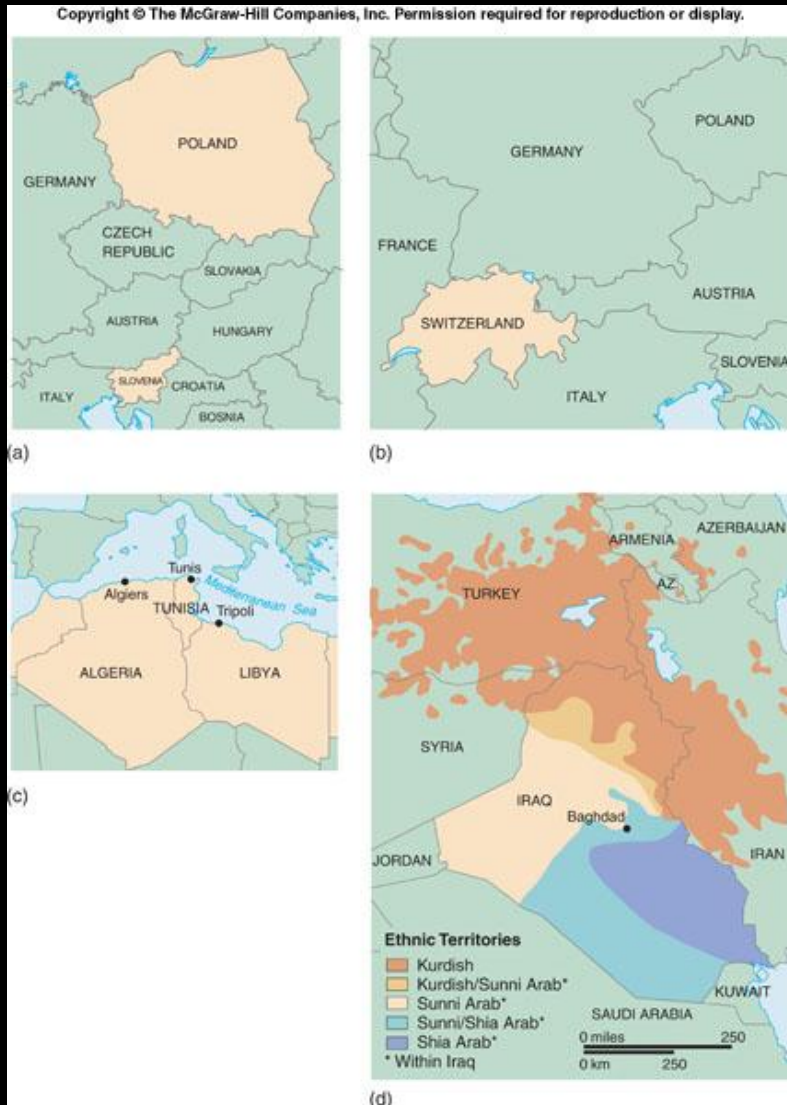 Copyright © The McGraw-Hill Companies, Inc. Permission required for reproduction or display.
POLAND
GERMANY
CZECH
REPUBLIC
SLOVAKIA
AUSTRIA
HUNGARY
SLOVENIA
CROATIA
ITALY
BOSNIA
(a)
POLAND
GERMANY
FRANCE
AUSTRIA
SWITZERLAND
SLOVENIA
ITALY
(b)
Tunis
Algiers
Mediterranean Sea
TUNISIA
Tripoli
ALGERIA
LIBYA
(c)
AZERBAIJAN
ARMENIA
AZ.
TURKEY
SYRIA
IRAQ
Baghdad
JORDAN
IRAN
Ethnic Territories
Kurdish
Kurdish/Sunni Arab*
Sunni Arab*
Sunni/Shia Arab*
Shia Arab*
* Within Iraq
KUWAIT
SAUDI ARABIA
0 miles 250
0 km 250
(d)